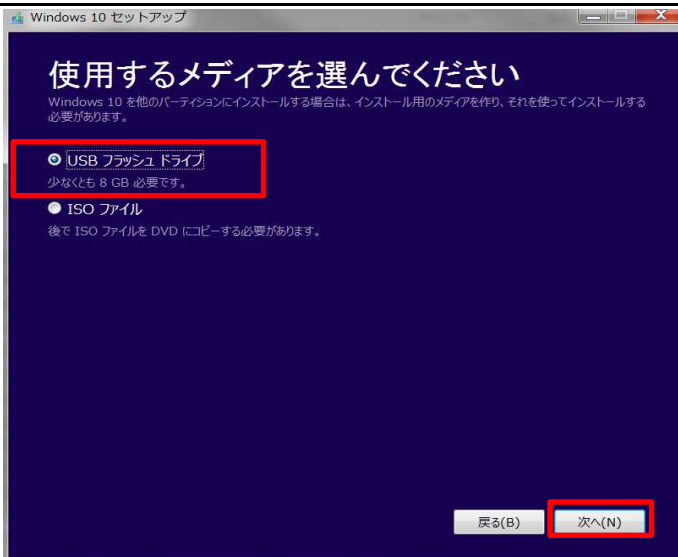 Windows 10 セットアップ
使用するメディアを選んでください
Windows 10 を他のパーティションにインストールする場合は、インストール用のメディアを作り、それを使ってインストールする
必要があります。
USB フラッシュ ドライブ
少なくとも 8 GB 必要です。
ISO ファイル
後で ISO ファイルを DVD にコピーする必要があります。
戻る(B) 次へ(N)